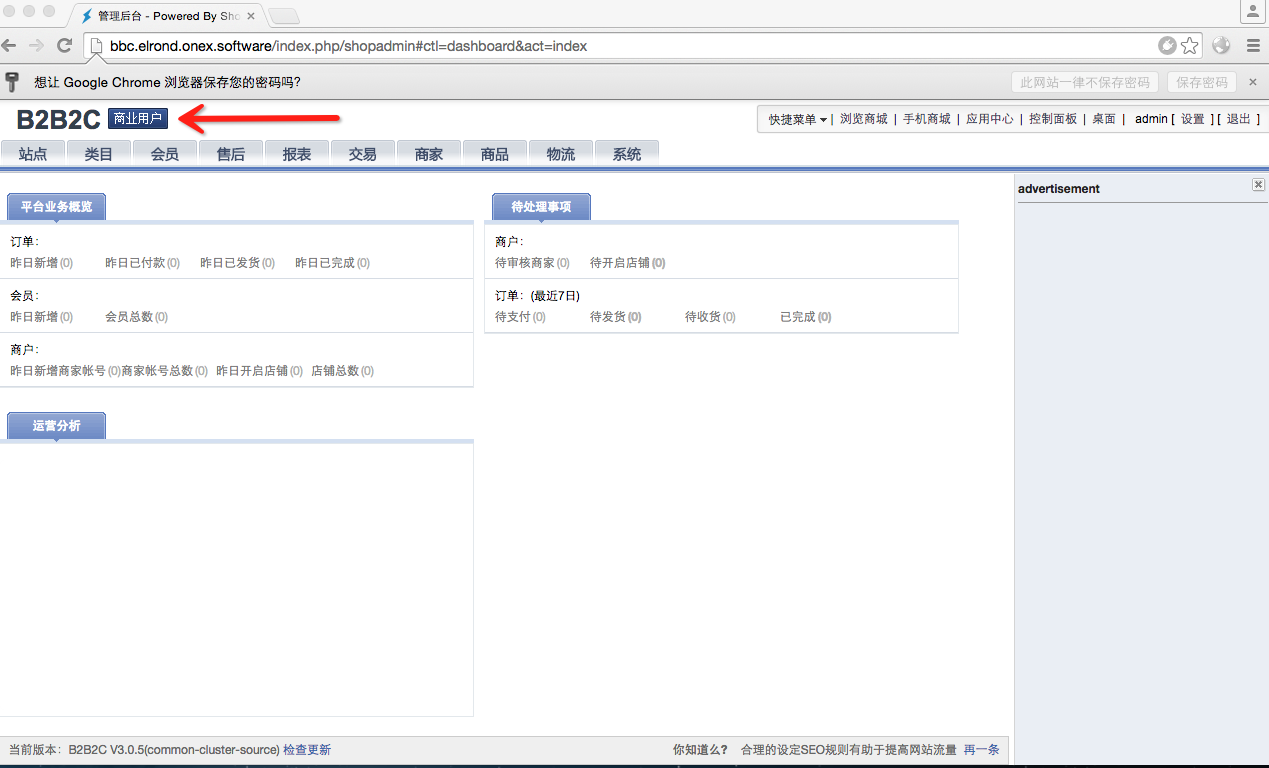 管理后台 - Powered By Sho
bbc.elrond.onex.software/index.php/shopadmin#ctl=dashboard&act=index
想让 Google Chrome 浏览器保存您的密码吗? 此网站一律不保存密码 保存密码
B2B2C 商业用户 快捷菜单 | 浏览商城 | 手机商城 | 应用中心 | 控制面板 | 桌面 | admin [ 设置 ] [ 退出 ]
站点 类目 会员 售后 报表 交易 商家 商品 物流 系统
advertisement
平台业务概览
订单:
昨日新增(0) 昨日已付款(0) 昨日已发货(0) 昨日已完成(0)
会员:
昨日新增(0) 会员总数(0)
商户:
昨日新增商家帐号(0)商家帐号总数(0) 昨日开启店铺(0) 店铺总数(0)
待处理事项
商户:
待审核商家(0) 待开启店铺(0)
订单: (最近7日)
待支付(0) 待发货(0) 待收货(0) 已完成(0)
运营分析
当前版本: B2B2C V3.0.5(common-cluster-source) 检查更新 你知道么? 合理的设定SEO规则有助于提高网站流量 再一条